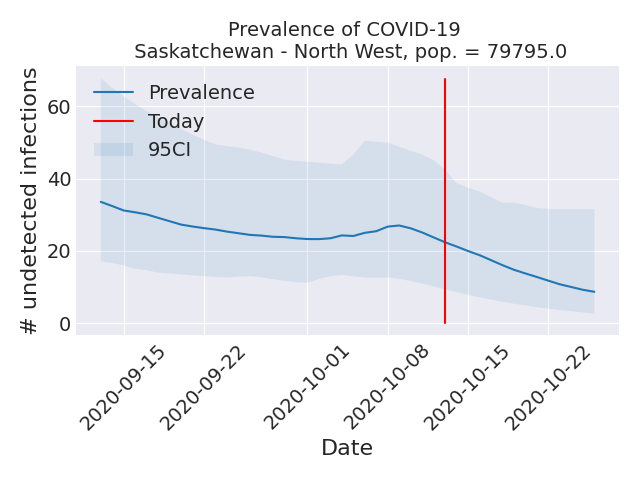 Prevalence of COVID-19
Saskatchewan - North West, pop. = 79795.0
# undetected infections
60
40
20
0
Prevalence
Today
95CI
2020-09-15
2020-09-22
2020-10-01
2020-10-08
2020-10-15
2020-10-22
Date